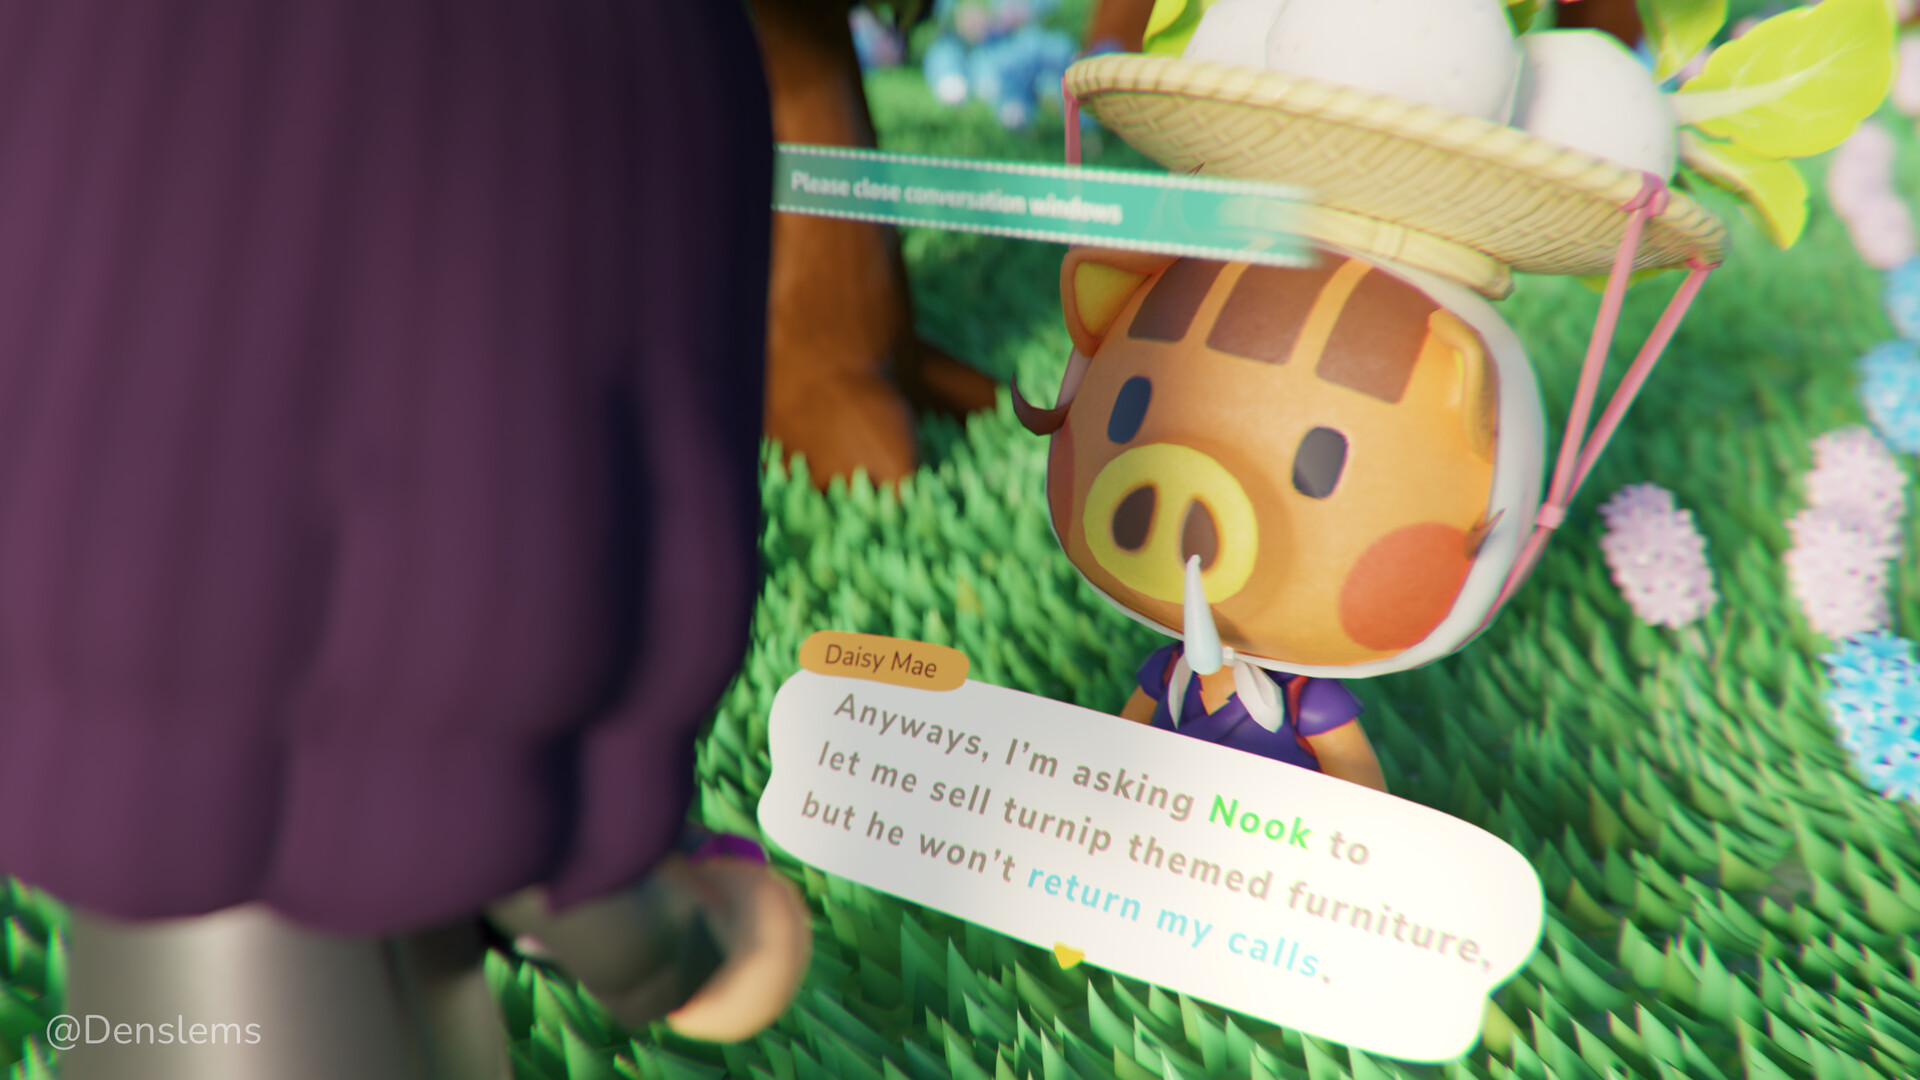 Please close conversation windows
Daisy Mae
Anyways, I'm asking Nook to
let me sell turnip themed furniture,
but he won't return my calls.
@Denslems